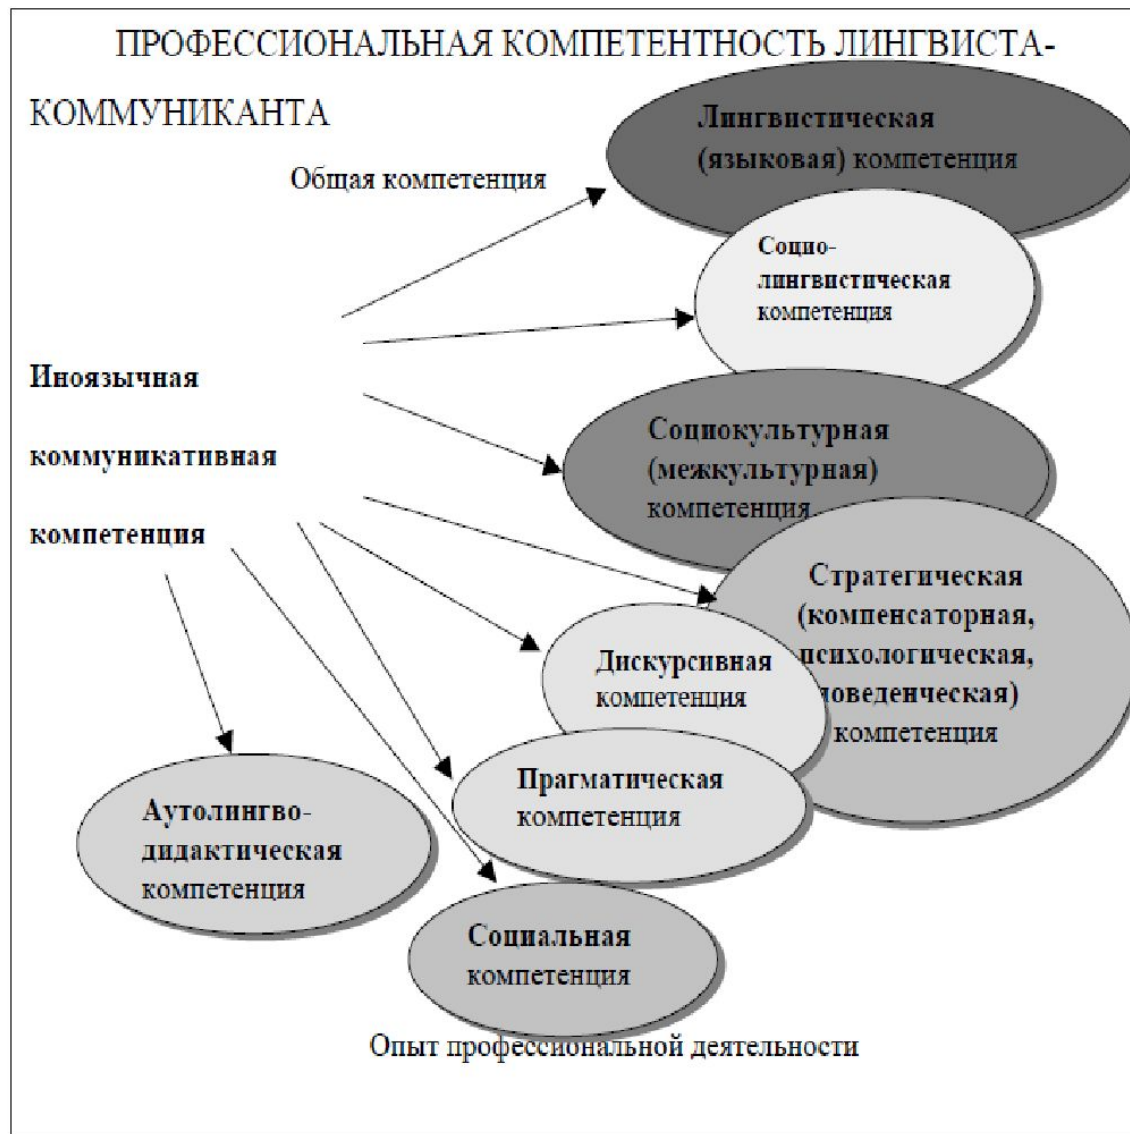 ПРОФЕССИОНАЛЬНАЯ КОМПЕТЕНТНОСТЬ ЛИНГВИСТА-
КОММУНИКАНТА
Лингвистическая
(языковая) компетенция
Общая компетенция
Социо-
лингвистическая
компетенция
Иноязычная
коммуникативная
компетенция
Социокультурная
(межкультурная)
компетенция
Стратегическая
(компенсаторная,
психологическая,
поведенческая)
компетенция
Дискурсивная
компетенция
Прагматическая
компетенция
Аутолингво-
дидактическая
компетенция
Социальная
компетенция
Опыт профессиональной деятельности